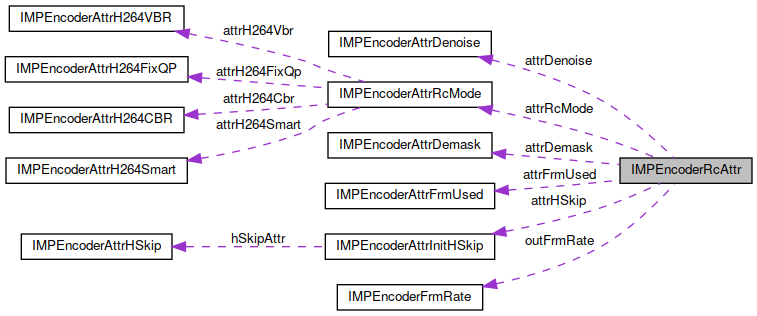 IMPEncoderAttrH264VBR
attrH264Vbr
IMPEncoderAttrDenoise
attrDenoise
IMPEncoderAttrH264FixQP
attrH264FixQp
IMPEncoderAttrRcMode
attrH264Cbr
attrRcMode
IMPEncoderAttrH264CBR
attrH264Smart
IMPEncoderAttrDemask
attrDemask
IMPEncoderAttrH264Smart
attrFrmUsed
IMPEncoderRcAttr
IMPEncoderAttrFrmUsed
attrHSkip
IMPEncoderAttrHSkip
hSkipAttr
IMPEncoderAttrInitHSkip
outFrmRate
IMPEncoderFrmRate